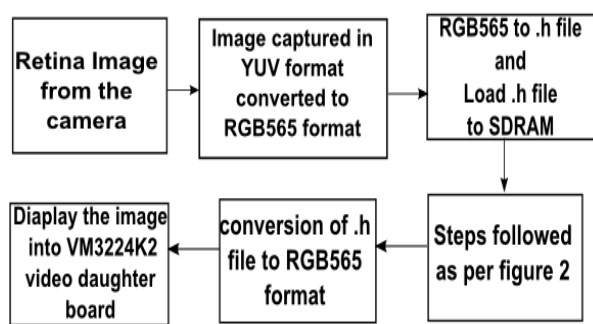 Retina Image
from the
camera
Image captured in
YUV format
converted to
RGB565 format
RGB565 to .h file
and
Load .h file
to SDRAM
Steps followed
as per figure 2
conversion of .h
file to RGB565
format
Diaplay the image
into VM3224K2
video daughter
board